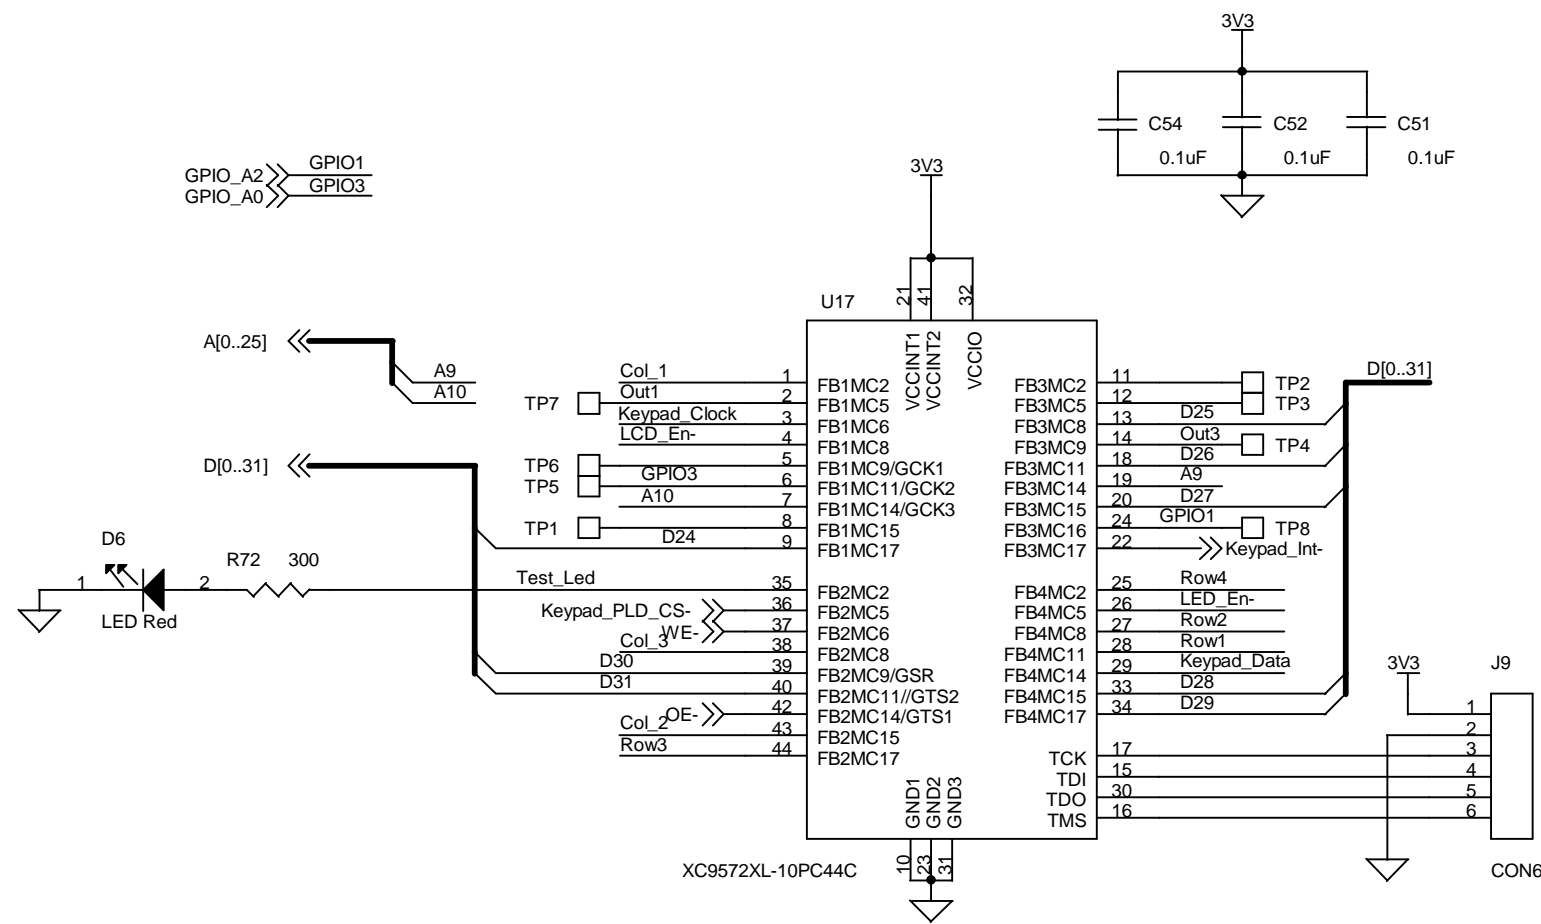 3V3
C54
C52
C51
0.1uF
0.1uF
0.1uF
GPIO_A2
GPIO1
GPIO_A0
GPIO3
3V3
U17
21
41
32
VCCINT1
VCCINT2
VCCIO
A[0..25]
A9
A10
D[0..31]
D[0..31]
Col_1 1 FB1MC2
TP7 Out1 2 FB1MC5
Keypad_Clock 3 FB1MC6
LCD_En- 4 FB1MC8
TP6 5 FB1MC9/GCK1
TP5 GPIO3 6 FB1MC11/GCK2
A10 7 FB1MC14/GCK3
TP1 8 FB1MC15
D24 9 FB1MC17
D6
R72 300
1
2
LED Red
Test_Led 35 FB2MC2
Keypad_PLD_CS- 36 FB2MC5
WE- 37 FB2MC6
Col_3 38 FB2MC8
D30 39 FB2MC9/GSR
D31 40 FB2MC11//GTS2
OE- 42 FB2MC14/GTS1
Col_2 43 FB2MC15
Row3 44 FB2MC17
FB3MC2 11 TP2
FB3MC5 12 TP3
FB3MC8 13 D25
FB3MC9 14 Out3 TP4
FB3MC11 18 D26
FB3MC14 19 A9
FB3MC15 20 D27
FB3MC16 24 GPIO1 TP8
FB3MC17 22 Keypad_Int-
FB4MC2 25 Row4
FB4MC5 26 LED_En-
FB4MC8 27 Row2
FB4MC11 28 Row1
FB4MC14 29 Keypad_Data
FB4MC15 33 D28
FB4MC17 34 D29
TCK 17
TDI 15
TDO 30
TMS 16
3V3
J9
1
2
3
4
5
6
CON6
GND1
GND2
GND3
10
23
31
XC9572XL-10PC44C